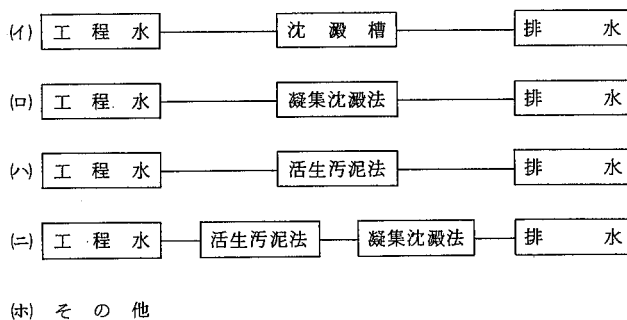 (イ) 工程水 沈澱槽 排水
(ロ) 工程水 凝集沈澱法 排水
(ハ) 工程水 活生汚泥法 排水
(ニ) 工程水 活生汚泥法 凝集沈澱法 排水
(ホ) その他